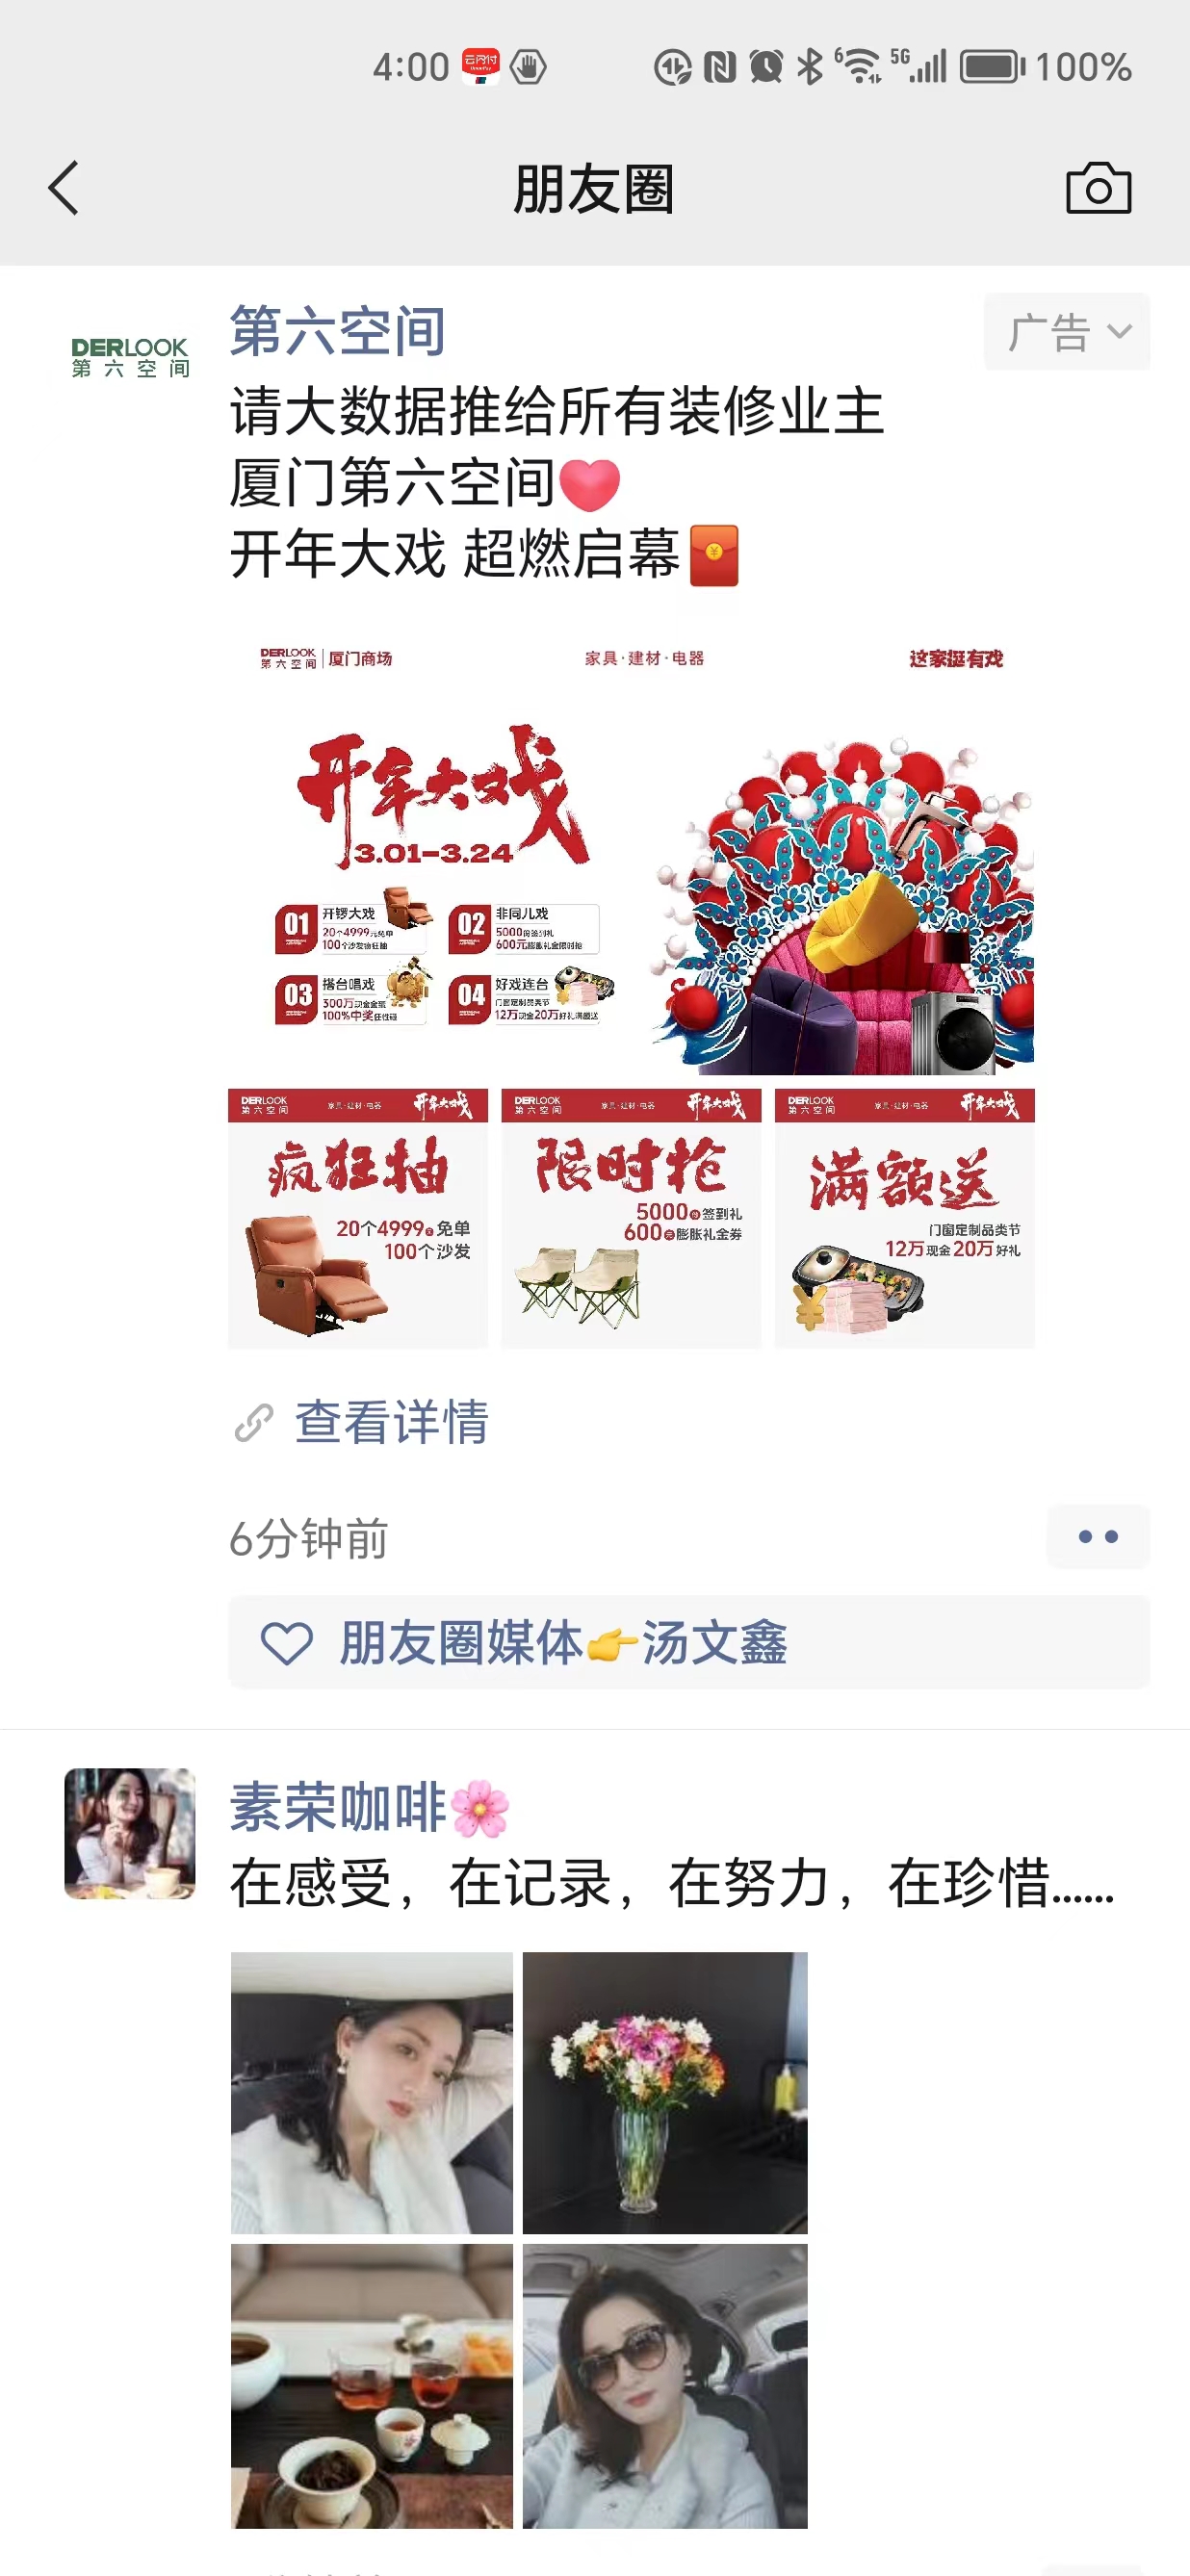 4:00
5G
100%
朋友圈
第六空间
广告
DERLOOK
第六空间
请大数据推给所有装修业主
厦门第六空间
开年大戏 超燃启幕
DERLOOK
第六空间
厦门商场
家具·建材·电器
这家挺有戏
开年大戏
3.01-3.24
01
开锣大戏
20个4999元免单
100个沙发疯狂抽
02
非同儿戏
5000份签到礼
600元膨胀礼金限时抢
03
搭台唱戏
300万现金金蛋
100%中奖任性砸
04
好戏连台
门窗定制品类节
12万现金20万好礼满额送
DERLOOK
第六空间
家具·建材·电器
开年大戏
疯狂抽
20个4999元免单
100个沙发
DERLOOK
第六空间
家具·建材·电器
开年大戏
限时抢
5000份签到礼
600元膨胀礼金券
DERLOOK
第六空间
家具·建材·电器
开年大戏
满额送
门窗定制品类节
12万现金20万好礼
查看详情
6分钟前
朋友圈媒体👉汤文鑫
素荣咖啡🌸
在感受，在记录，在努力，在珍惜……